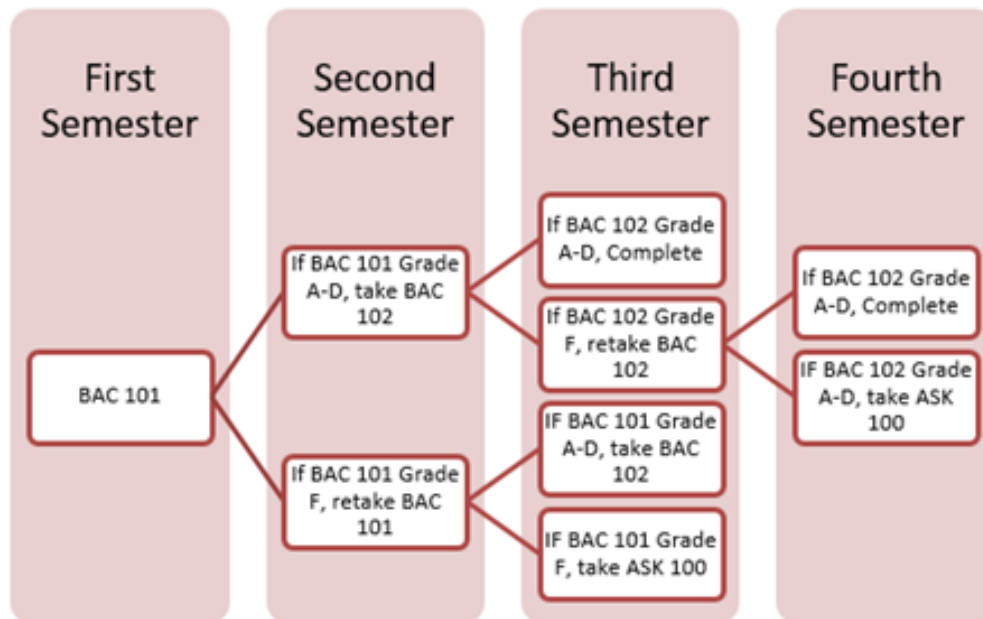 First
Semester
Second
Semester
Third
Semester
Fourth
Semester
BAC 101
If BAC 101 Grade
A-D, take BAC
102
If BAC 101 Grade
F, retake BAC
101
If BAC 102 Grade
A-D, Complete
If BAC 102 Grade
F, retake BAC
102
IF BAC 101 Grade
A-D, take BAC
102
IF BAC 101 Grade
F, take ASK 100
If BAC 102 Grade
A-D, Complete
IF BAC 102 Grade
A-D, take ASK
100